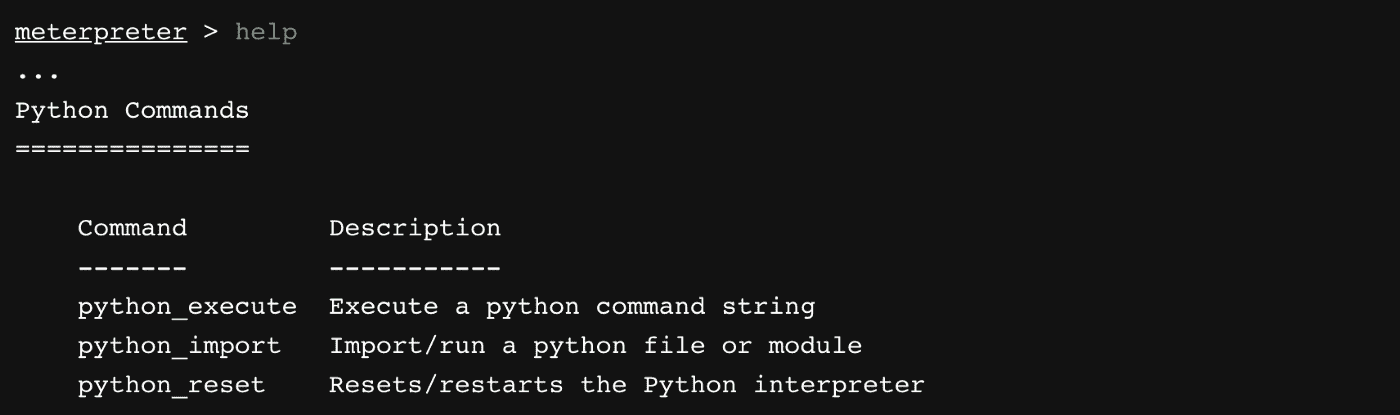 meterpreter > help
...
Python Commands
===============
Command Description
------- -----------
python_execute Execute a python command string
python_import Import/run a python file or module
python_reset Resets/restarts the Python interpreter